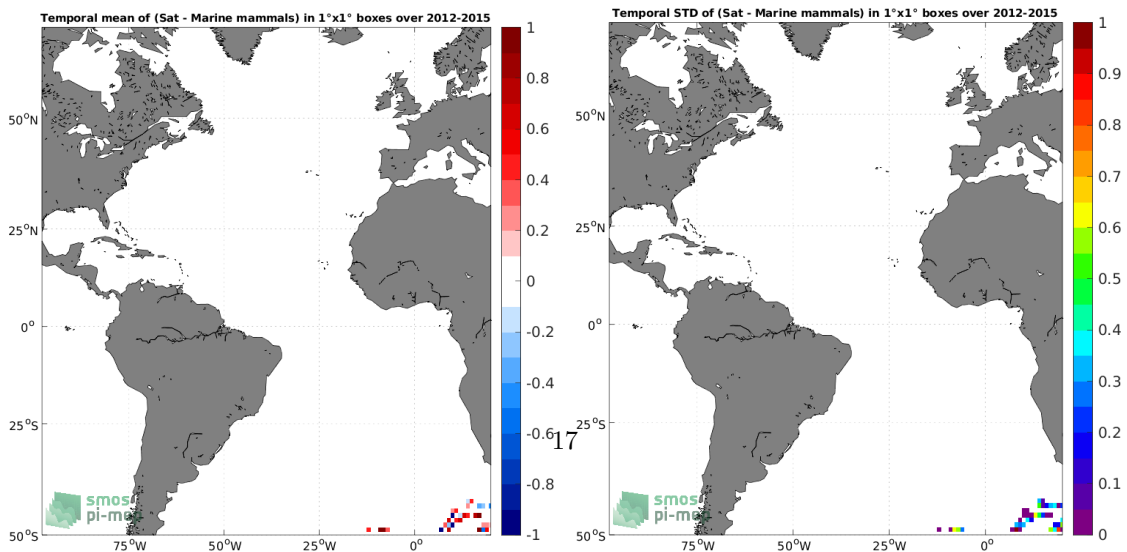 Temporal mean of (Sat - Marine mammals) in 1°x1° boxes over 2012-2015
50°N
25°N
0°
25°S
50°S
75°W
50°W
25°W
0°
1
0.8
0.6
0.4
0.2
0
-0.2
-0.4
-0.6
-0.8
-1
smos
pi-me
17
Temporal STD of (Sat - Marine mammals) in 1°x1° boxes over 2012-2015
50°N
25°N
0°
25°S
50°S
75°W
50°W
25°W
0°
1
0.9
0.8
0.7
0.6
0.5
0.4
0.3
0.2
0.1
0
smos
pi-mep